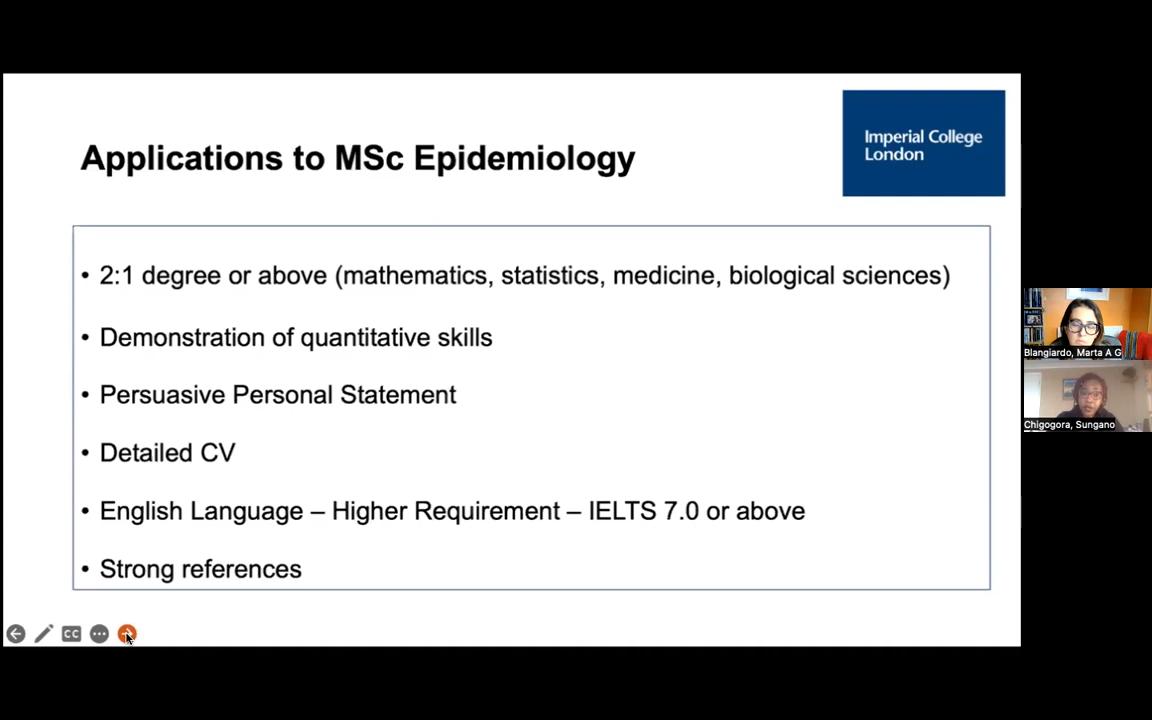 Imperial College
London
Applications to MSc Epidemiology
• 2:1 degree or above (mathematics, statistics, medicine, biological sciences)
• Demonstration of quantitative skills
• Persuasive Personal Statement
• Detailed CV
• English Language – Higher Requirement – IELTS 7.0 or above
• Strong references
CC
Blangiardo, Marta A G
Chigogora, Sungano